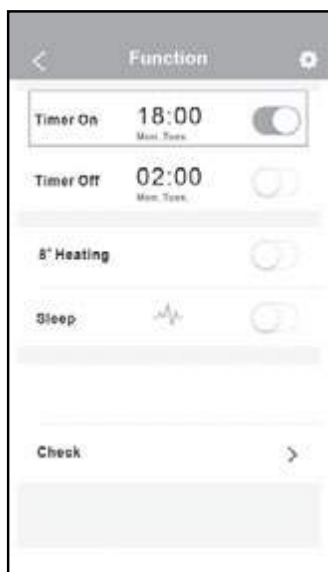 Function
Timer On 18:00
Mon. Tues.
Timer Off 02:00
Mon. Tues.
8° Heating
Sleep
Check